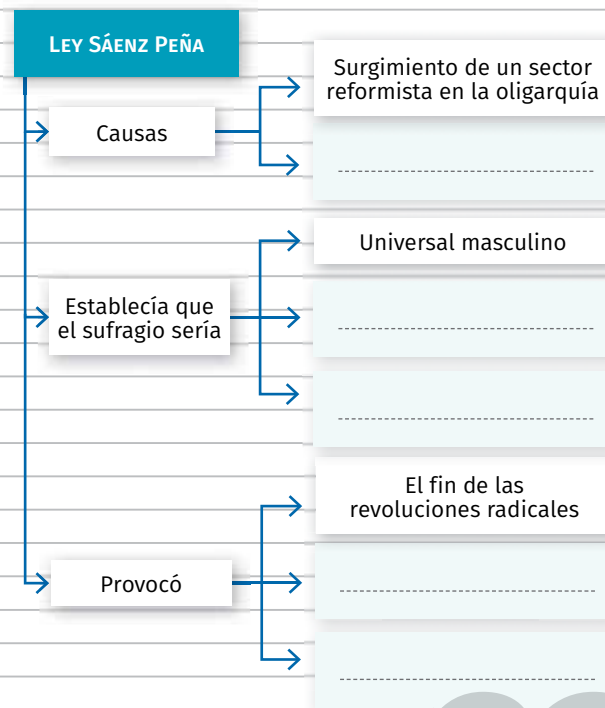 LEY SÁENZ PEÑA
Causas
Surgimiento de un sector
reformista en la oligarquía
Establecía que
el sufragio sería
Universal masculino
Provocó
El fin de las
revoluciones radicales